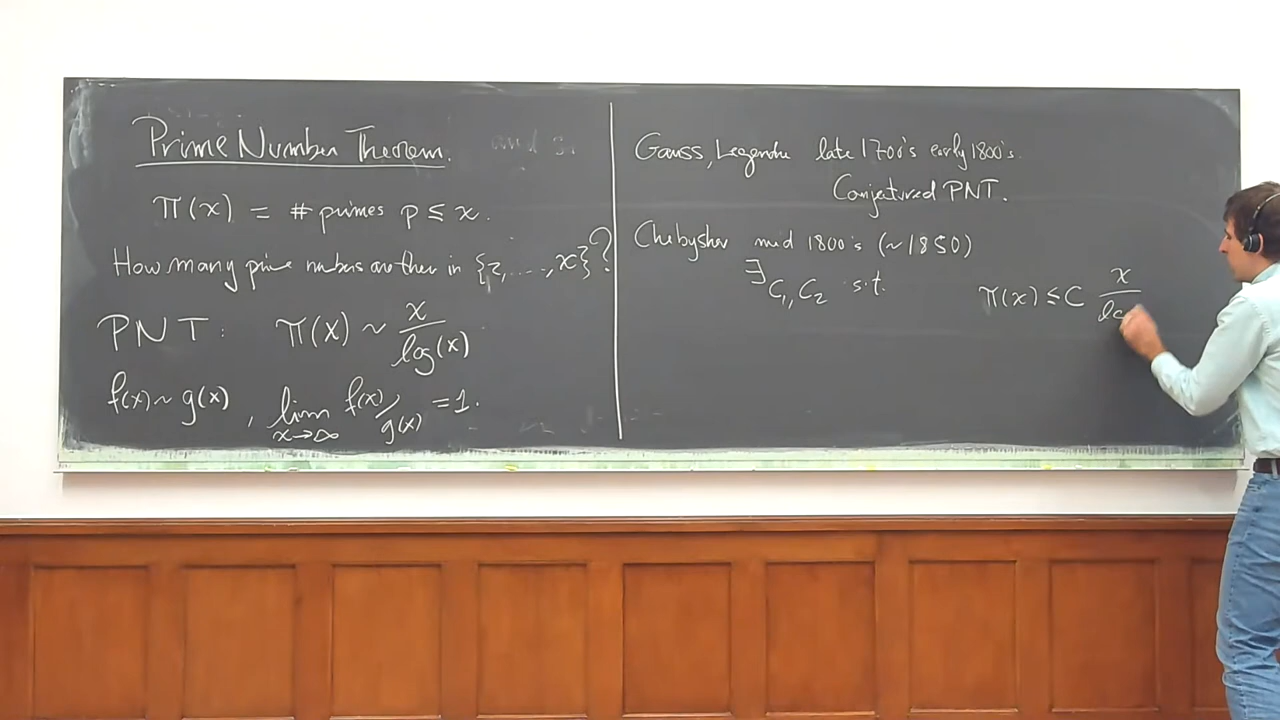 Prime Number Theorem.
π(x) = # primes p ≤ x.
How many prime numbers are there in {2,....,x}?
PNT: π(x) ~ x/log(x)
f(x) ~ g(x), lim x→∞ f(x)/g(x) = 1.
Gauss, Legendre late 1700's early 1800's.
Conjectured PNT.
Chebyshev mid 1800's (~1850)
∃ C₁, C₂ s.t. π(x) ≤ C x/lo